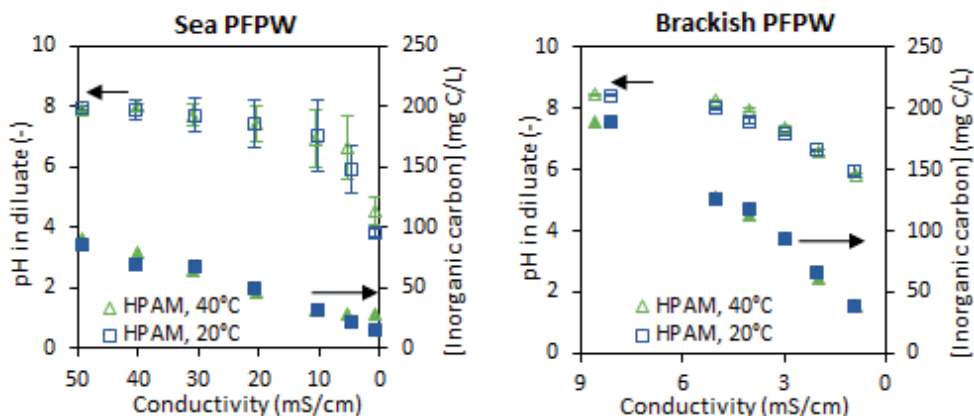 Sea PFPW
10
8
6
4
2
0
pH in diluate (-)
250
200
150
100
50
0
[Inorganic carbon] (mg C/L)
HPAM, 40°C
HPAM, 20°C
50 40 30 20 10 0
Conductivity (mS/cm)
Brackish PFPW
10
8
6
4
2
0
pH in diluate (-)
250
200
150
100
50
0
[Inorganic carbon] (mg C/L)
HPAM, 40°C
HPAM, 20°C
9 6 3 0
Conductivity (mS/cm)